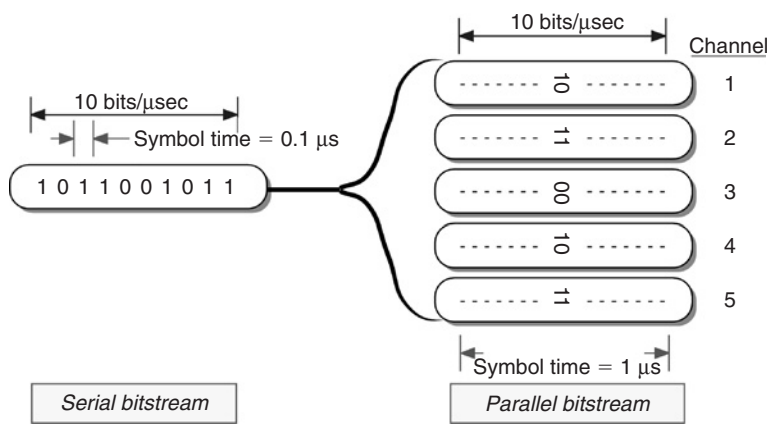 10 bits/μsec
Symbol time = 0.1 μs
1 0 1 1 0 0 1 0 1 1
Serial bitstream
10 bits/μsec
Channel
------- 10 ------- 1
------- 11 ------- 2
------- 00 ------- 3
------- 10 ------- 4
------- 11 ------- 5
Symbol time = 1 μs
Parallel bitstream